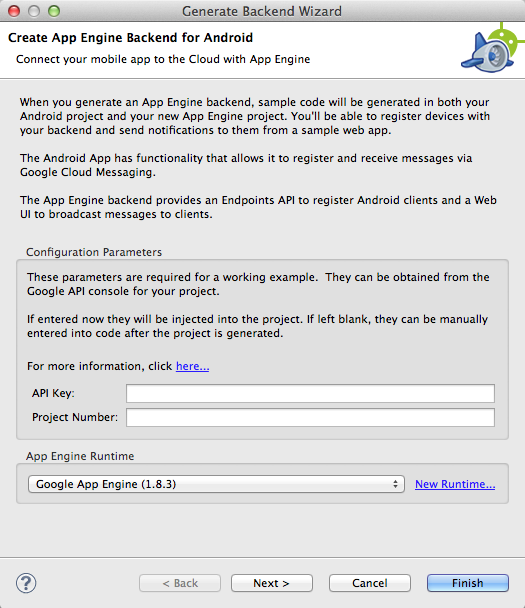 Generate Backend Wizard
Create App Engine Backend for Android
Connect your mobile app to the Cloud with App Engine
When you generate an App Engine backend, sample code will be generated in both your
Android project and your new App Engine project. You'll be able to register devices with
your backend and send notifications to them from a sample web app.
The Android App has functionality that allows it to register and receive messages via
Google Cloud Messaging.
The App Engine backend provides an Endpoints API to register Android clients and a Web
UI to broadcast messages to clients.
Configuration Parameters
These parameters are required for a working example.  They can be obtained from the
Google API console for your project.
If entered now they will be injected into the project. If left blank, they can be manually
entered into code after the project is generated.
For more information, click here...
API Key:
Project Number:
App Engine Runtime
Google App Engine (1.8.3) New Runtime...
? < Back Next > Cancel Finish